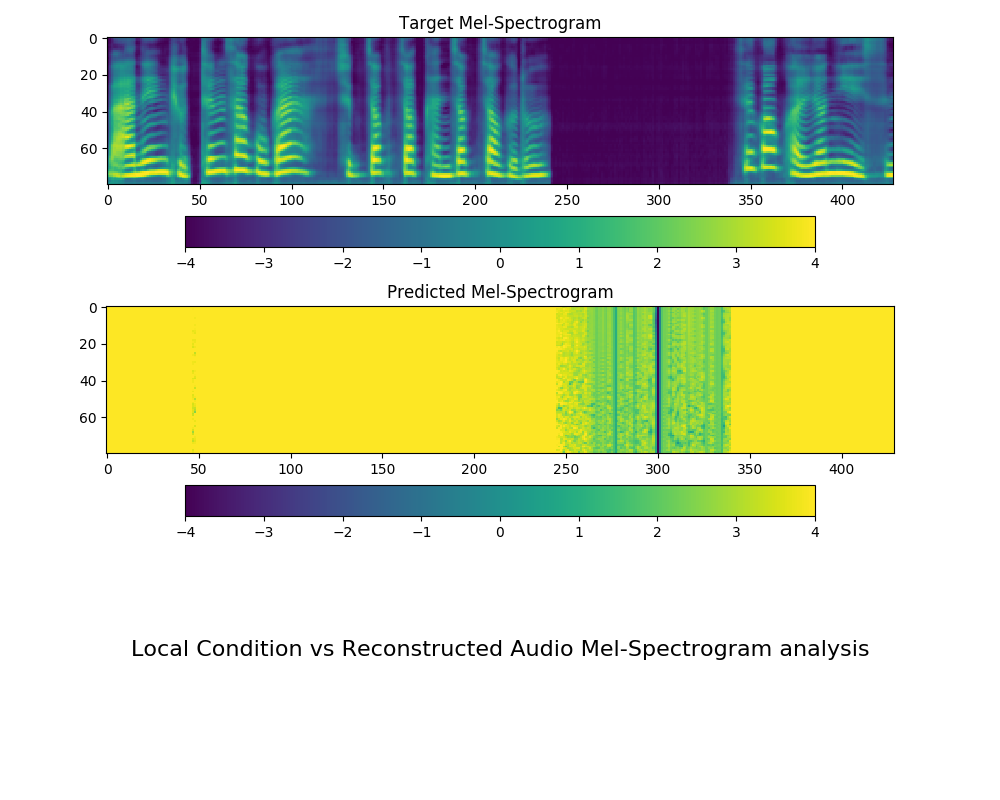 Target Mel-Spectrogram
0
20
40
60
0 50 100 150 200 250 300 350 400
−4 −3 −2 −1 0 1 2 3 4
Predicted Mel-Spectrogram
0
20
40
60
0 50 100 150 200 250 300 350 400
−4 −3 −2 −1 0 1 2 3 4
Local Condition vs Reconstructed Audio Mel-Spectrogram analysis